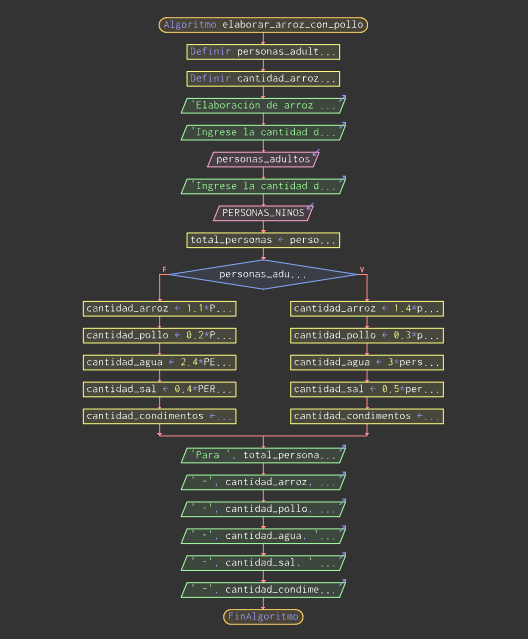 Algoritmo elaborar_arroz_con_pollo
Definir personas_adult...
Definir cantidad_arroz...
'Elaboración de arroz ...
'Ingrese la cantidad d...
personas_adultos
'Ingrese la cantidad d...
PERSONAS_NINOS
total_personas ← perso...
personas_adu...
F
V
cantidad_arroz ← 1.1*P...
cantidad_arroz ← 1.4*p...
cantidad_pollo ← 0.2*P...
cantidad_pollo ← 0.3*p...
cantidad_agua ← 2.4*PE...
cantidad_agua ← 3*pers...
cantidad_sal ← 0.4*PER...
cantidad_sal ← 0.5*per...
cantidad_condimentos ←...
cantidad_condimentos ←...
'Para ', total_persona...
' -', cantidad_arroz, ...
' -', cantidad_pollo, ...
' -', cantidad_agua, '...
' -', cantidad_sal, ' ...
' -', cantidad_condime...
FinAlgoritmo